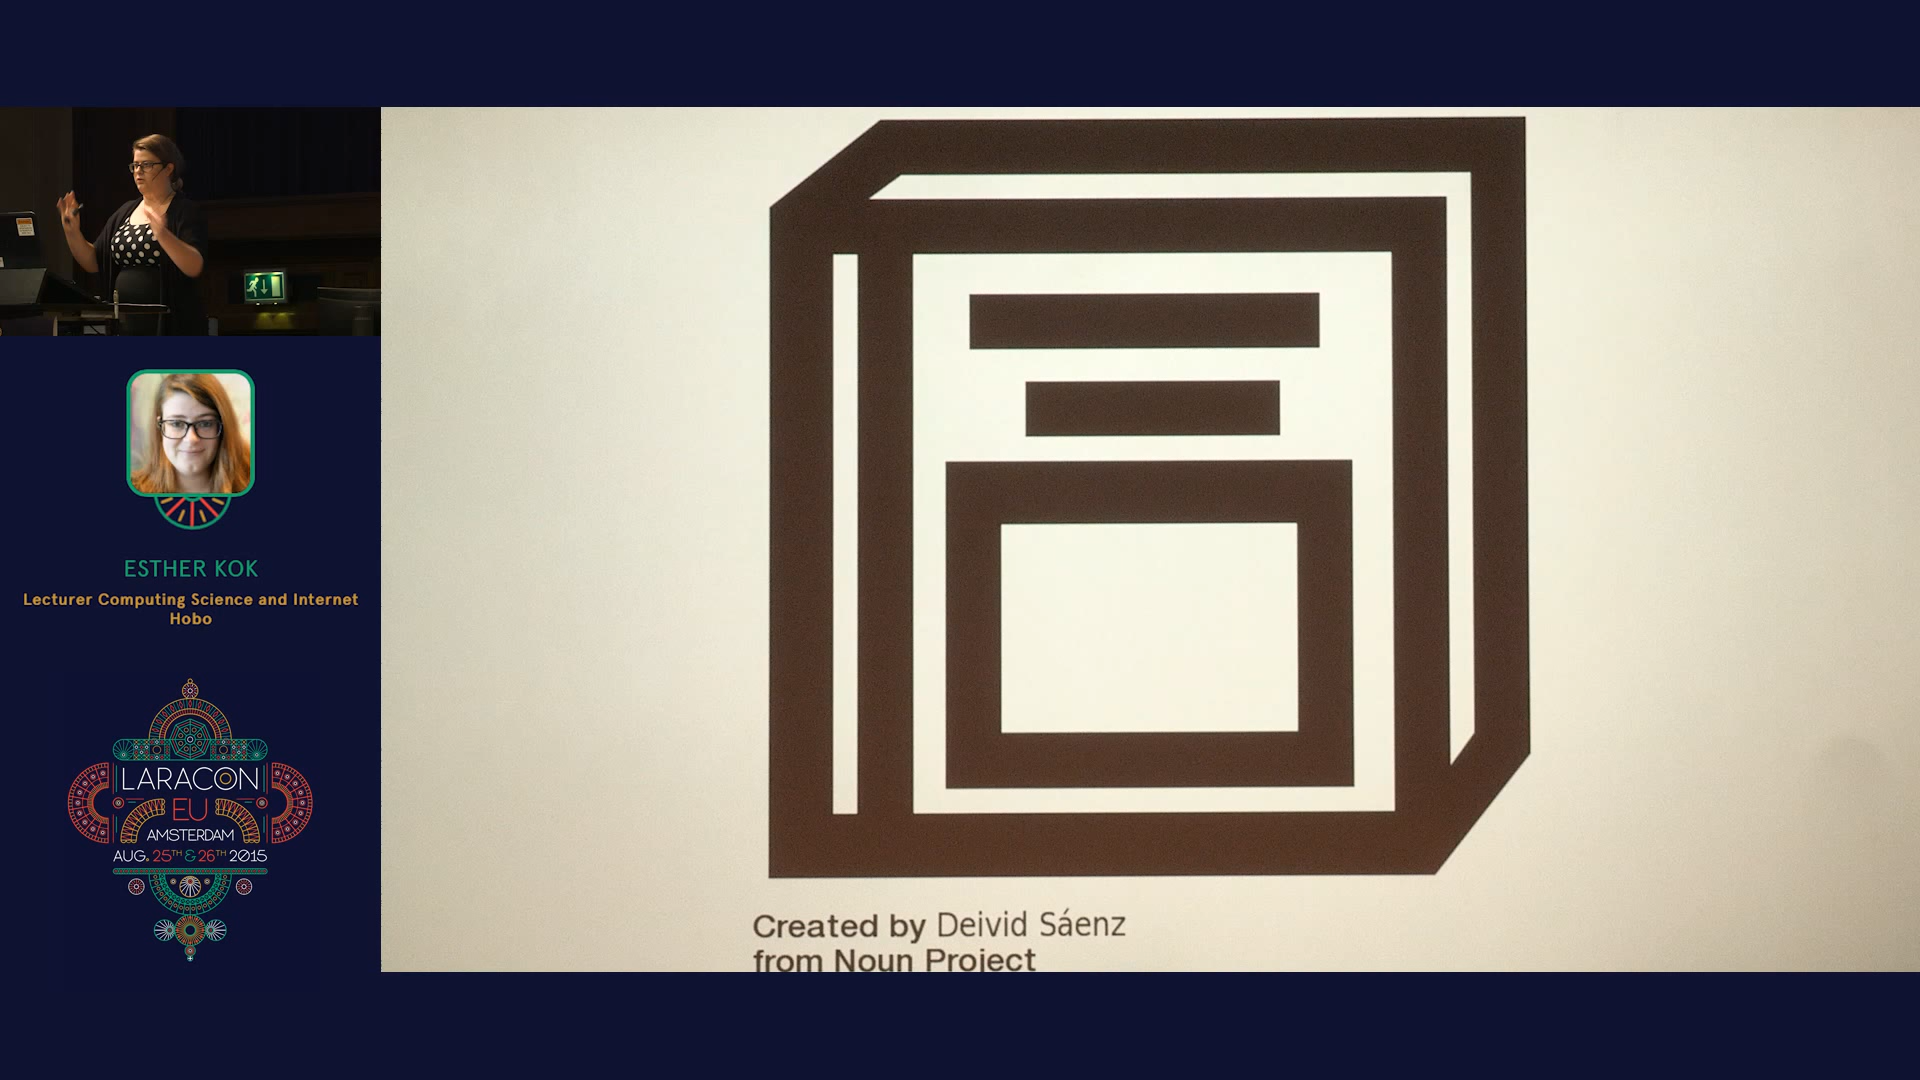 ESTHER KOK
Lecturer Computing Science and Internet
Hobo
LARACON
EU
AMSTERDAM
AUG. 25TH & 26TH 2015
Created by Deivid Sáenz
from Noun Project